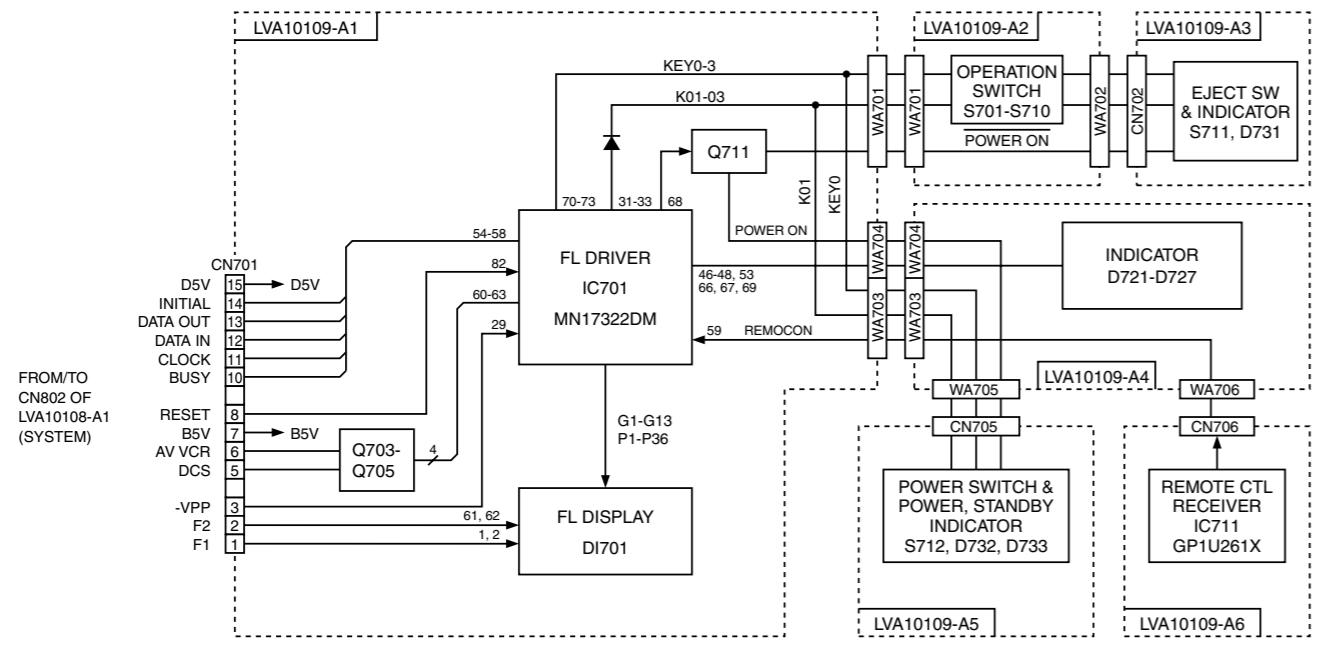 LVA10109-A1
LVA10109-A2
LVA10109-A3
KEY0-3
K01-03
WA701
WA701
OPERATION
SWITCH
S701-S710
POWER ON
WA702
CN702
EJECT SW
& INDICATOR
S711, D731
Q711
K01
KEY0
70-73
31-33
68
POWER ON
WA704
WA704
INDICATOR
D721-D727
54-58
82
60-63
29
FL DRIVER
IC701
MN17322DM
46-48, 53
66, 67, 69
WA703
WA703
59
REMOCON
CN701
D5V
15
D5V
INITIAL
14
DATA OUT
13
DATA IN
12
CLOCK
11
BUSY
10
RESET
8
B5V
7
B5V
AV VCR
6
DCS
5
-VPP
3
F2
2
F1
1
FROM/TO
CN802 OF
LVA10108-A1
(SYSTEM)
Q703-
Q705
4
G1-G13
P1-P36
61, 62
1, 2
FL DISPLAY
DI701
LVA10109-A4
WA705
WA706
CN705
CN706
POWER SWITCH &
POWER, STANDBY
INDICATOR
S712, D732, D733
REMOTE CTL
RECEIVER
IC711
GP1U261X
LVA10109-A5
LVA10109-A6